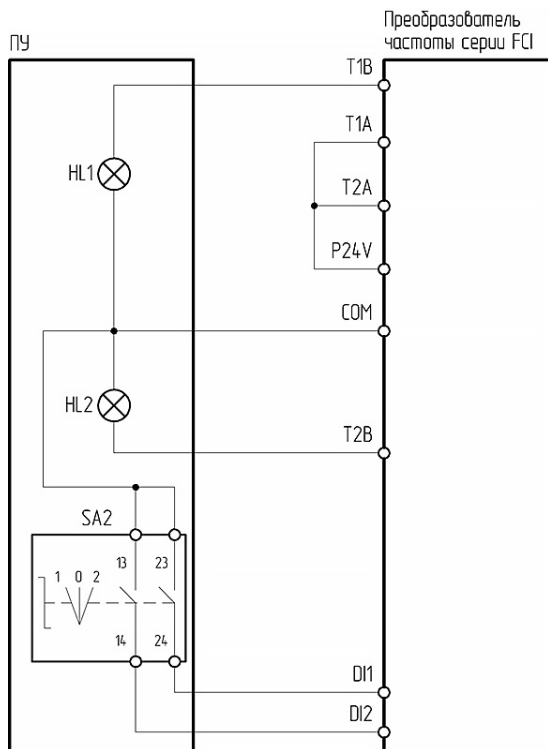 Преобразователь
частоты серии FCI
ПУ
T1B
T1A
HL1
T2A
P24V
COM
HL2
T2B
SA2
13 23
1 0 2
14 24
DI1
DI2